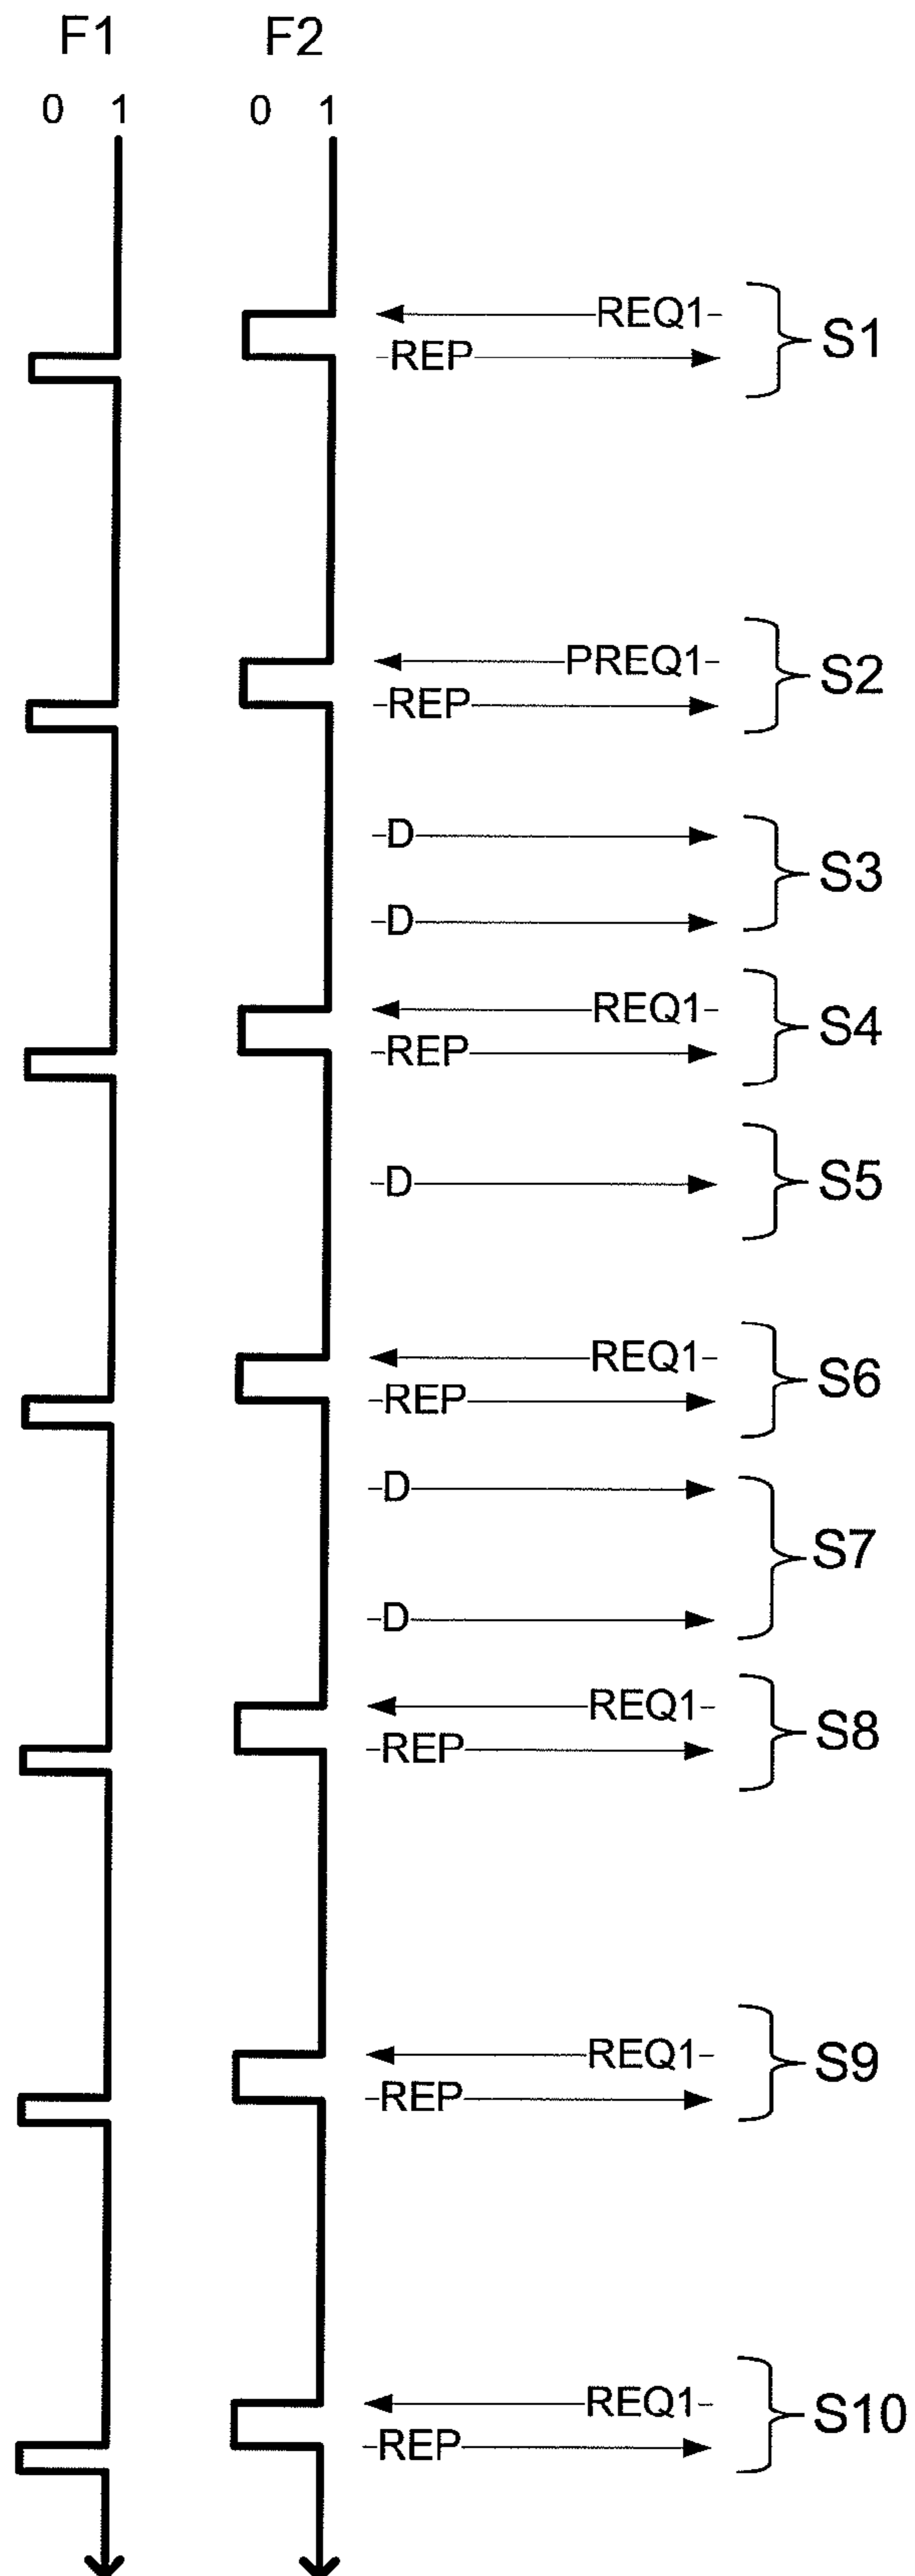 F1 F2
0 1 0 1
REQ1
REP
S1
PREQ1
REP
S2
D
D
S3
REQ1
REP
S4
D
S5
REQ1
REP
S6
D
D
S7
REQ1
REP
S8
REQ1
REP
S9
REQ1
REP
S10